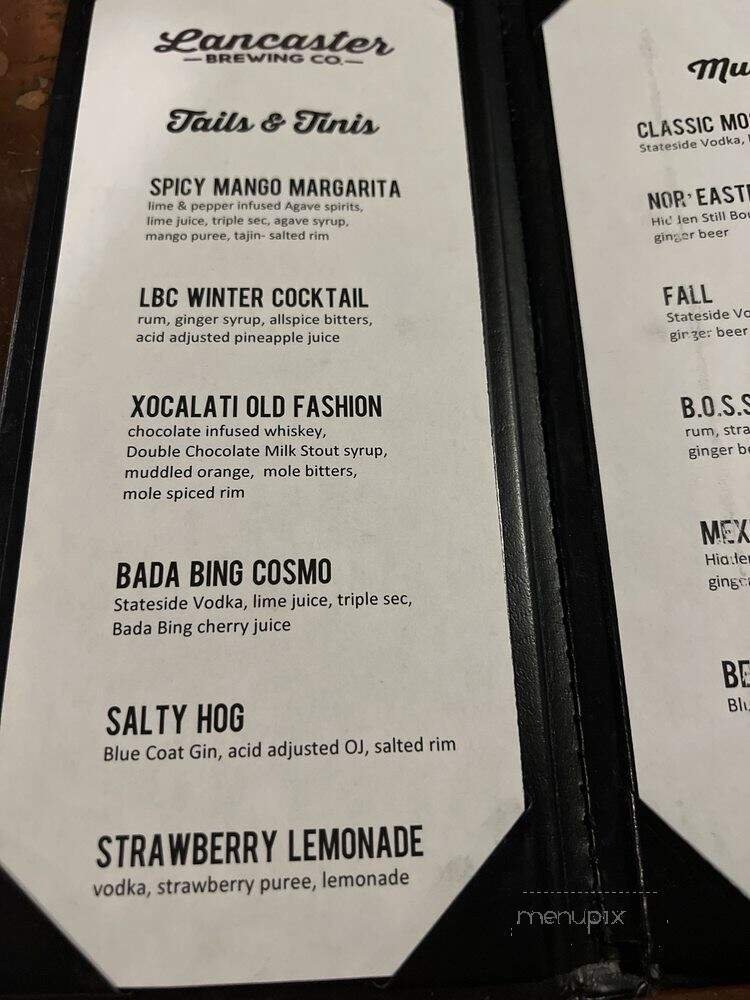 Lancaster
BREWING CO.
Tails & Tinis
SPICY MANGO MARGARITA
lime & pepper infused Agave spirits,
lime juice, triple sec, agave syrup,
mango puree, tajin- salted rim
LBC WINTER COCKTAIL
rum, ginger syrup, allspice bitters,
acid adjusted pineapple juice
XOCALATI OLD FASHION
chocolate infused whiskey,
Double Chocolate Milk Stout syrup,
muddled orange, mole bitters,
mole spiced rim
BADA BING COSMO
Stateside Vodka, lime juice, triple sec,
Bada Bing cherry juice
SALTY HOG
Blue Coat Gin, acid adjusted OJ, salted rim
STRAWBERRY LEMONADE
vodka, strawberry puree, lemonade
CLASSIC
Stateside Vodka,
ginger beer
FALL
Stateside
ginger beer
B.O.S.S
rum,
ginger
menupix